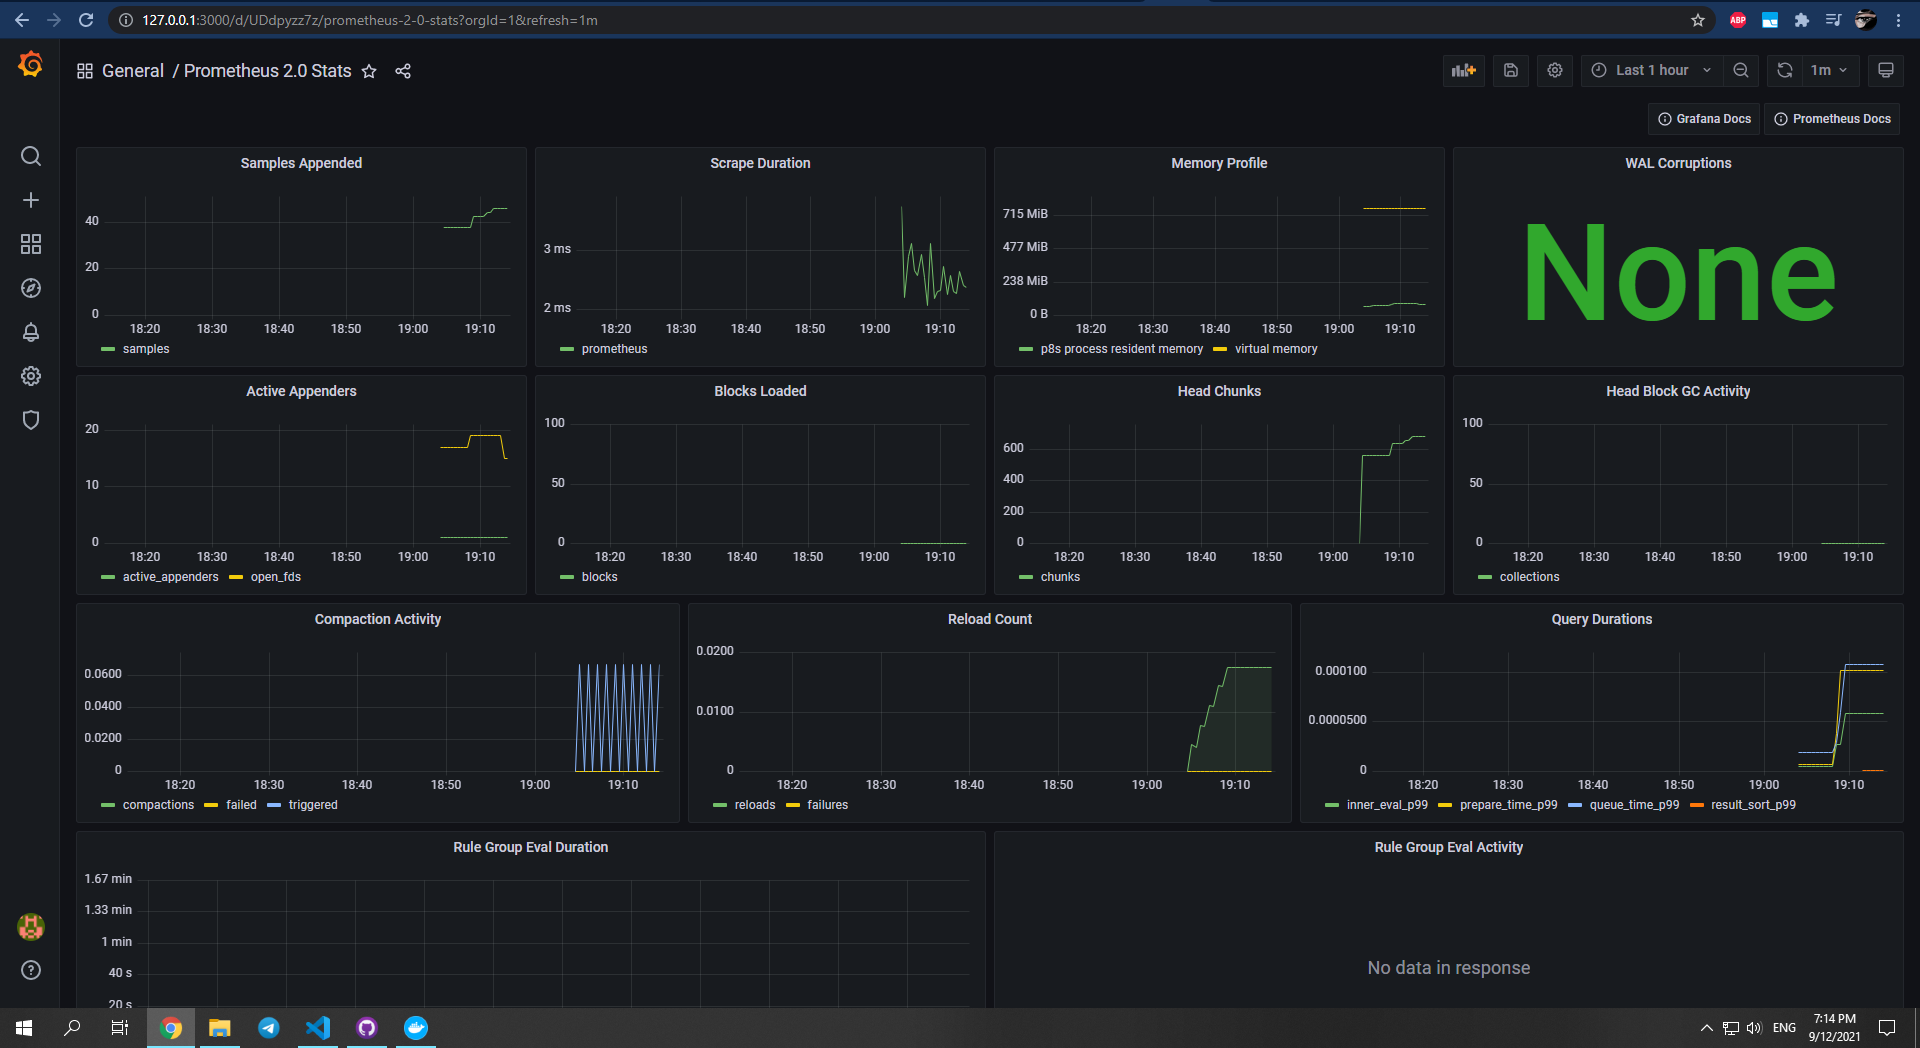 127.0.0.1:3000/d/UDdpyzz7z/prometheus-2-0-stats?orgId=1&refresh=1m
ABP
General / Prometheus 2.0 Stats
Last 1 hour
1m
Grafana Docs
Prometheus Docs
Samples Appended
40
20
0
18:20 18:30 18:40 18:50 19:00 19:10
samples
Scrape Duration
3 ms
2 ms
18:20 18:30 18:40 18:50 19:00 19:10
prometheus
Memory Profile
715 MiB
477 MiB
238 MiB
0 B
18:20 18:30 18:40 18:50 19:00 19:10
p8s process resident memory virtual memory
WAL Corruptions
None
Active Appenders
20
10
0
18:20 18:30 18:40 18:50 19:00 19:10
active_appenders open_fds
Blocks Loaded
100
50
0
18:20 18:30 18:40 18:50 19:00 19:10
blocks
Head Chunks
600
400
200
0
18:20 18:30 18:40 18:50 19:00 19:10
chunks
Head Block GC Activity
100
50
0
18:20 18:30 18:40 18:50 19:00 19:10
collections
Compaction Activity
0.0600
0.0400
0.0200
0
18:20 18:30 18:40 18:50 19:00 19:10
compactions failed triggered
Reload Count
0.0200
0.0100
0
18:20 18:30 18:40 18:50 19:00 19:10
reloads failures
Query Durations
0.000100
0.0000500
0
18:20 18:30 18:40 18:50 19:00 19:10
inner_eval_p99 prepare_time_p99 queue_time_p99 result_sort_p99
Rule Group Eval Duration
1.67 min
1.33 min
1 min
40 s
20 s
Rule Group Eval Activity
No data in response
ENG
7:14 PM
9/12/2021